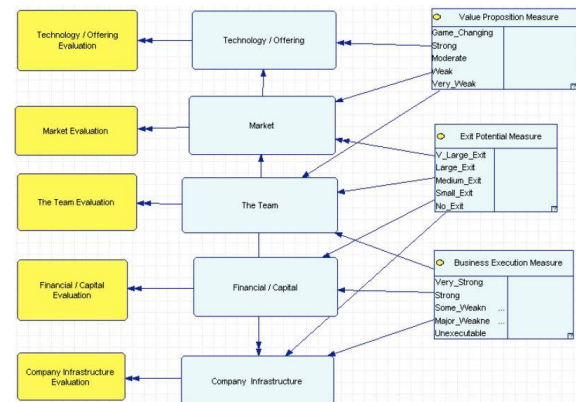 Technology / Offering
Evaluation
Technology / Offering
Value Proposition Measure
Game_Changing
Strong
Moderate
Weak
Very_Weak
Market Evaluation
Market
Exit Potential Measure
V_Large_Exit
Large_Exit
Medium_Exit
Small_Exit
No_Exit
The Team Evaluation
The Team
Business Execution Measure
Very_Strong
Strong
Some_Weakn ...
Major_Weakne ...
Unexecutable
Financial / Capital
Evaluation
Financial / Capital
Company Infrastructure
Evaluation
Company Infrastructure